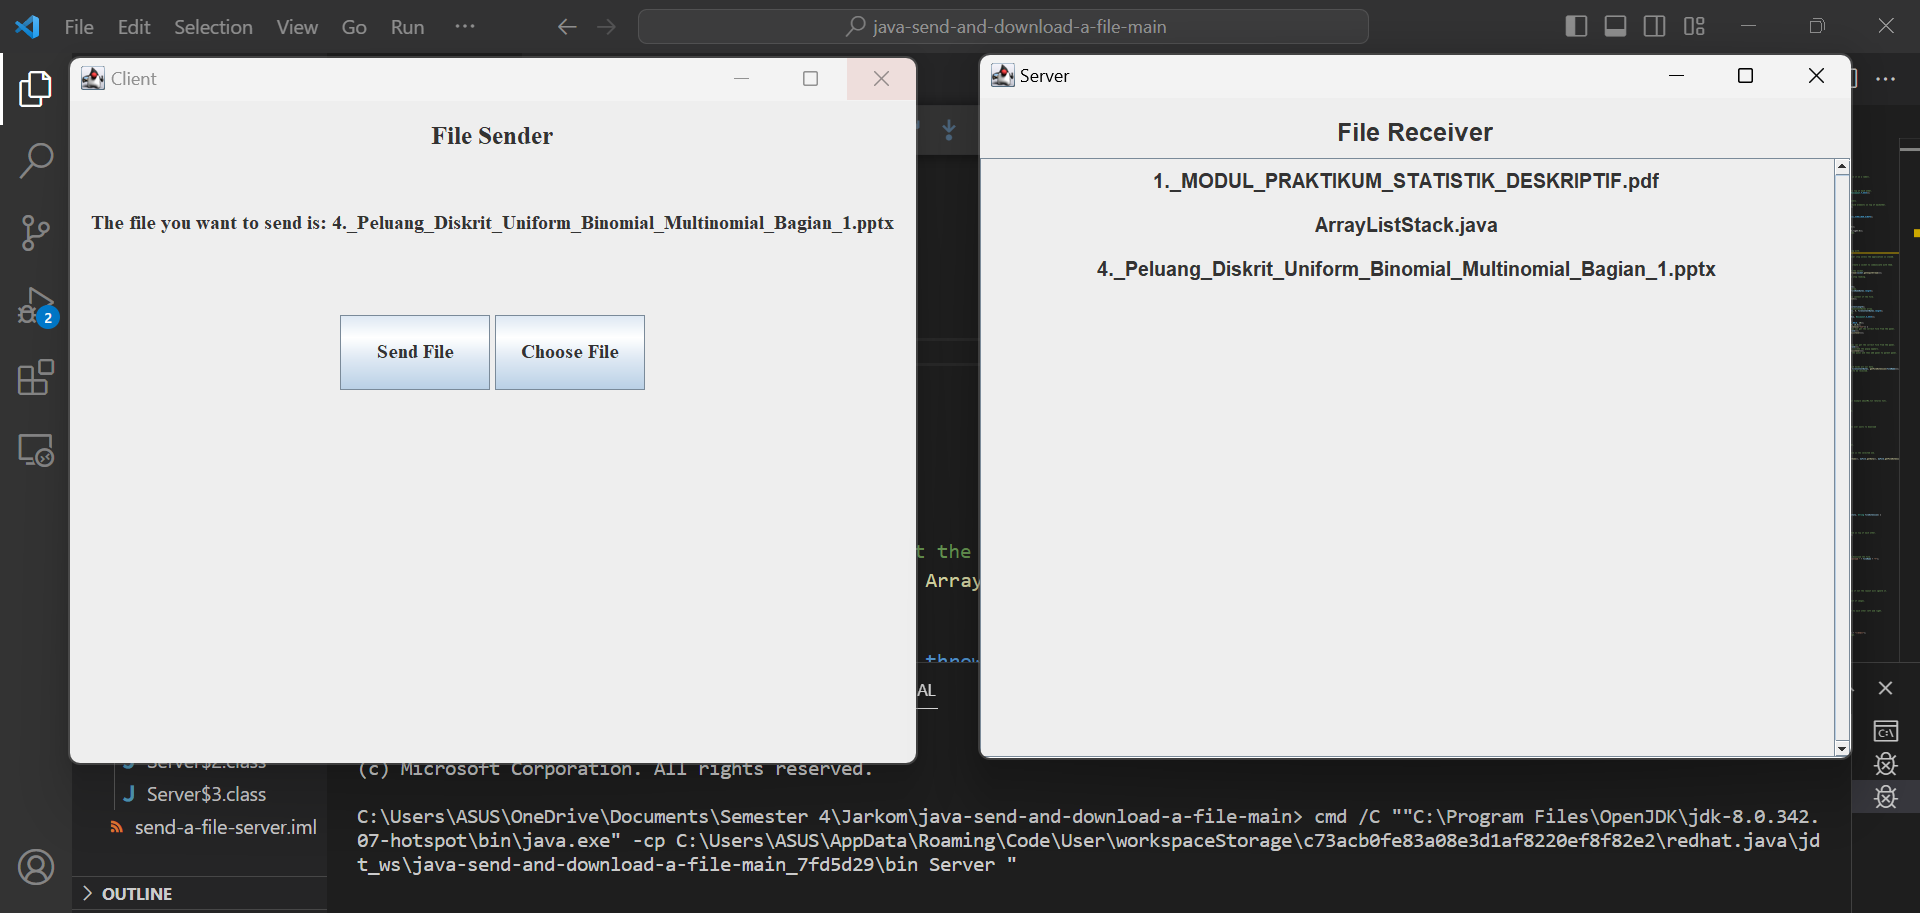 File Edit Selection View Go Run ··· java-send-and-download-a-file-main
Client
File Sender
The file you want to send is: 4._Peluang_Diskrit_Uniform_Binomial_Multinomial_Bagian_1.pptx
Send File Choose File
Server
File Receiver
1._MODUL_PRAKTIKUM_STATISTIK_DESKRIPTIF.pdf
ArrayListStack.java
4._Peluang_Diskrit_Uniform_Binomial_Multinomial_Bagian_1.pptx
2
t the
Array
throw
AL
Server$2.class
Server$3.class
send-a-file-server.iml
OUTLINE
(c) Microsoft Corporation. All rights reserved.
C:\Users\ASUS\OneDrive\Documents\Semester 4\Jarkom\java-send-and-download-a-file-main> cmd /C ""C:\Program Files\OpenJDK\jdk-8.0.342.
07-hotspot\bin\java.exe" -cp C:\Users\ASUS\AppData\Roaming\Code\User\workspaceStorage\c73acb0fe83a08e3d1af8220ef8f82e2\redhat.java\jd
t_ws\java-send-and-download-a-file-main_7fd5d29\bin Server "